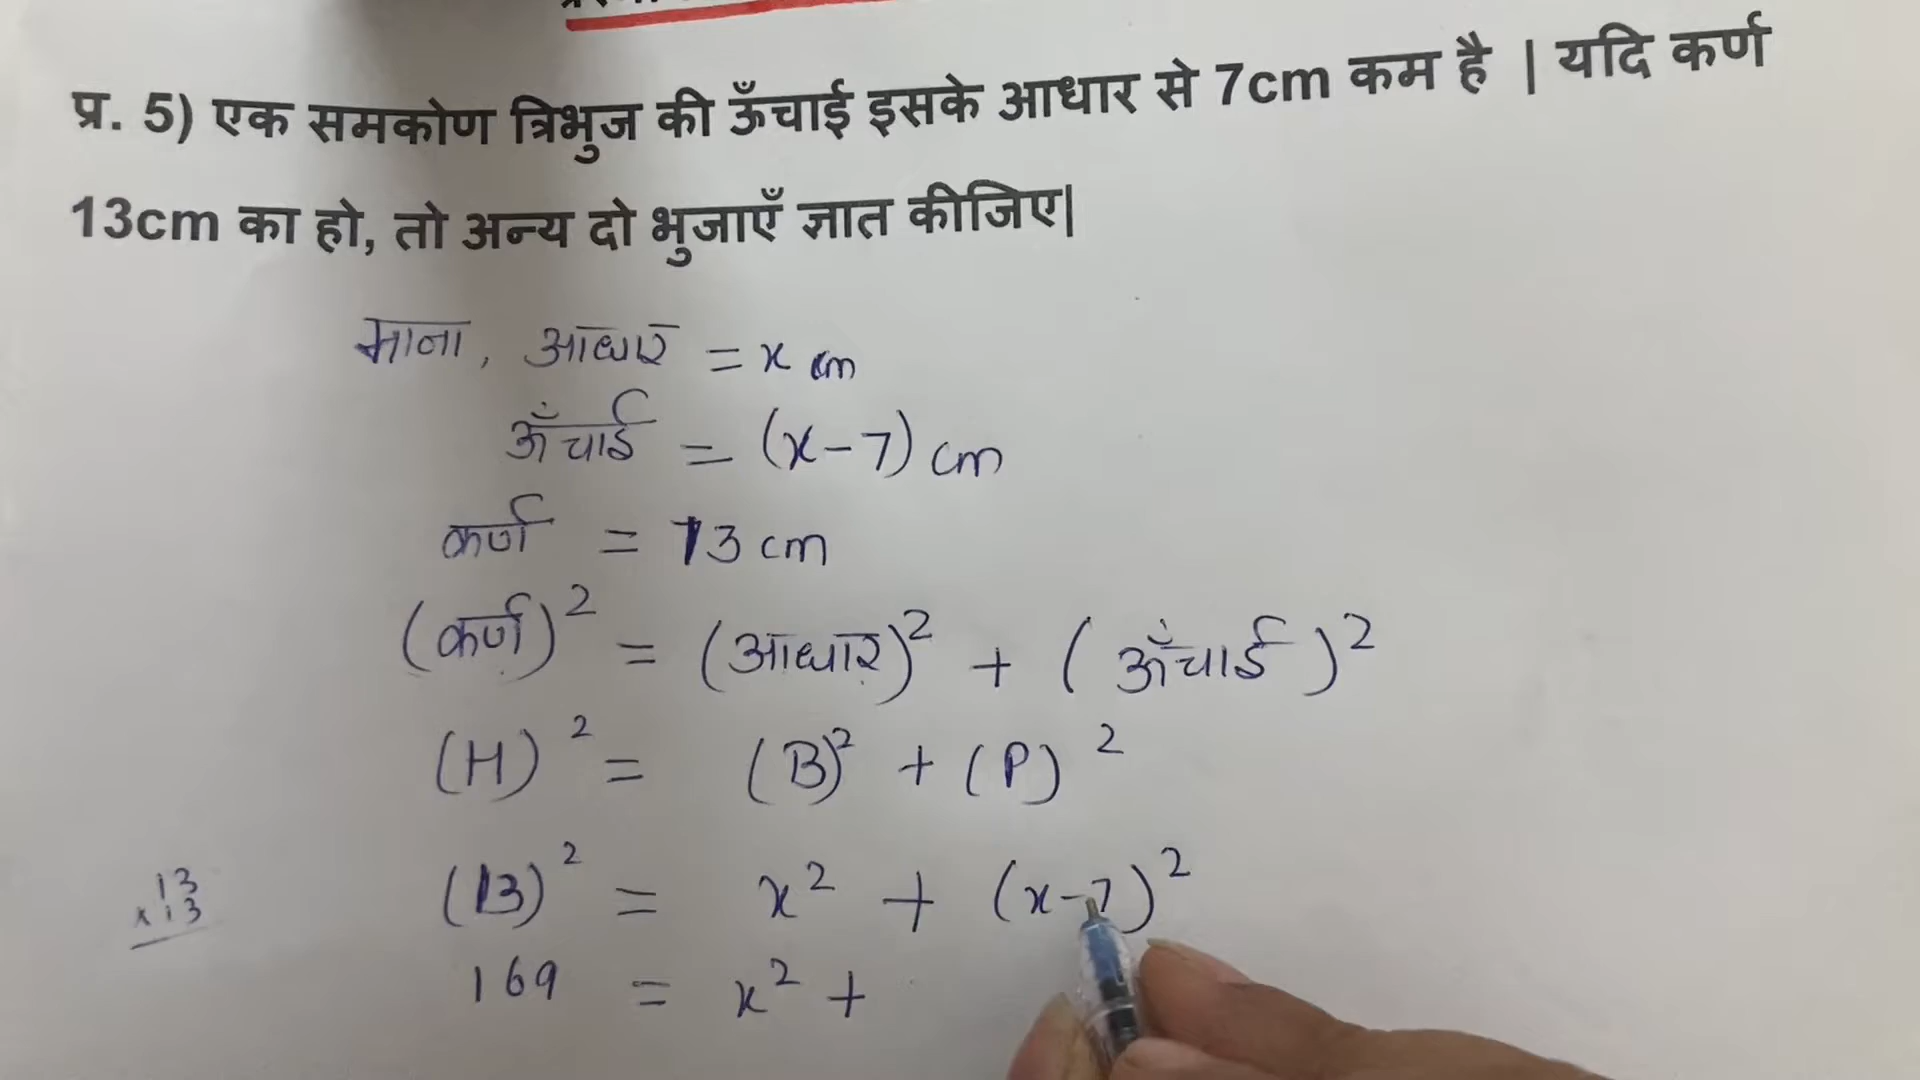 प्र. 5) एक समकोण त्रिभुज की ऊँचाई इसके आधार से 7cm कम है | यदि कर्ण
13cm का हो, तो अन्य दो भुजाएँ ज्ञात कीजिए|
माना, आधार = x cm
ऊँचाई = (x-7) cm
कर्ण = 13 cm
(कर्ण)² = (आधार)² + (ऊँचाई)²
(H)² = (B)² + (P)²
(13)² = x² + (x-7)²
13
x 13
169 = x² +